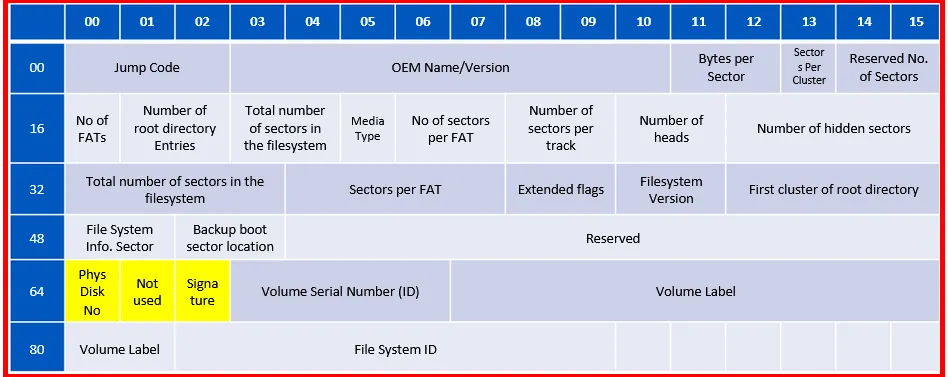 00 01 02 03 04 05 06 07 08 09 10 11 12 13 14 15
00
Jump Code
OEM Name/Version
Bytes per
Sector
Sector
s Per
Cluster
Reserved No.
of Sectors
16
No of
FATs
Number of
root directory
Entries
Total number
of sectors in
the filesystem
Media
Type
No of sectors
per FAT
Number of
sectors per
track
Number of
heads
Number of hidden sectors
32
Total number of sectors in the
filesystem
Sectors per FAT
Extended flags
Filesystem
Version
First cluster of root directory
48
File System
Info. Sector
Backup boot
sector location
Reserved
64
Phys
Disk
No
Not
used
Signa
ture
Volume Serial Number (ID)
Volume Label
80
Volume Label
File System ID